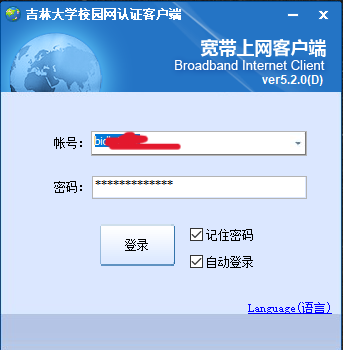 吉林大学校园网认证客户端
宽带上网客户端
Broadband Internet Client
ver5.2.0(D)
帐号：
密码： *************
登录
记住密码
自动登录
Language(语言)